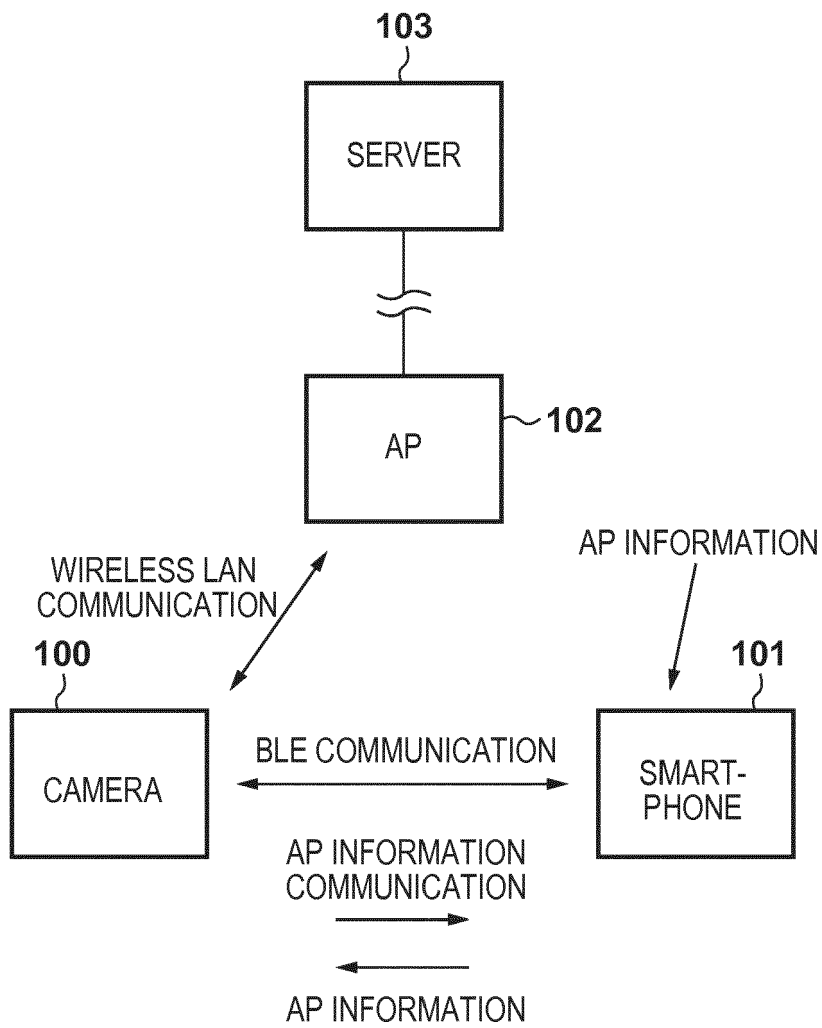 103
SERVER
102
AP
AP INFORMATION
WIRELESS LAN
COMMUNICATION
100
101
BLE COMMUNICATION
CAMERA
SMART-
PHONE
AP INFORMATION
COMMUNICATION
AP INFORMATION